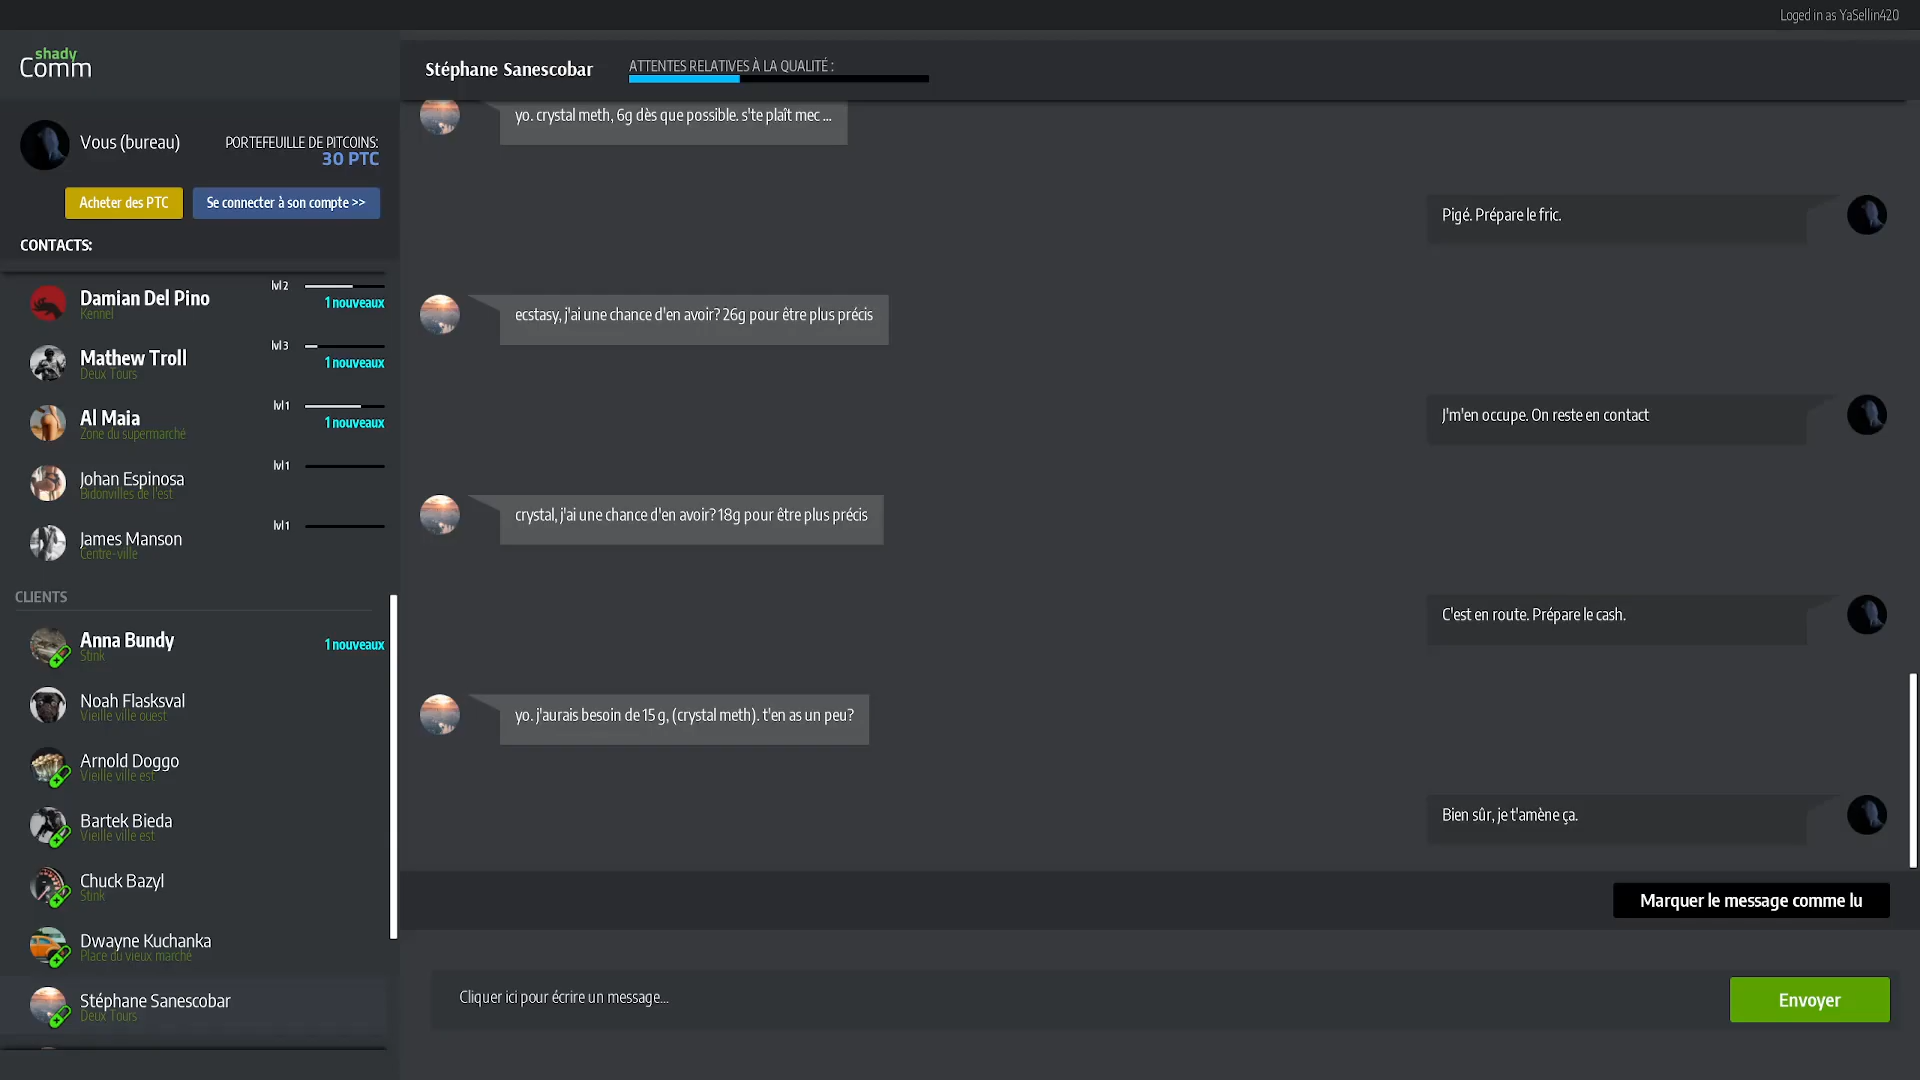 Loged in as YaSellin420
shady
Comm
Stéphane Sanescobar
ATTENTES RELATIVES À LA QUALITÉ :
Vous (bureau)
PORTEFEUILLE DE PITCOINS:
30 PTC
Acheter des PTC
Se connecter à son compte >>
CONTACTS:
Damian Del Pino
Kennel
lvl 2
1 nouveaux
Mathew Troll
Deux Tours
lvl 3
1 nouveaux
Al Maia
Zone du supermarché
lvl 1
1 nouveaux
Johan Espinosa
Bidonvilles de l'est
lvl 1
James Manson
Centre-ville
lvl 1
CLIENTS
Anna Bundy
Stink
1 nouveaux
Noah Flasksval
Vieille ville ouest
Arnold Doggo
Vieille ville est
Bartek Bieda
Vieille ville est
Chuck Bazyl
Stink
Dwayne Kuchanka
Place du vieux marché
Stéphane Sanescobar
Deux Tours
yo. crystal meth, 6g dès que possible. s'te plaît mec ...
Pigé. Prépare le fric.
ecstasy, j'ai une chance d'en avoir? 26g pour être plus précis
J'm'en occupe. On reste en contact
crystal, j'ai une chance d'en avoir? 18g pour être plus précis
C'est en route. Prépare le cash.
yo. j'aurais besoin de 15 g, (crystal meth). t'en as un peu?
Bien sûr, je t'amène ça.
Marquer le message comme lu
Cliquer ici pour écrire un message...
Envoyer